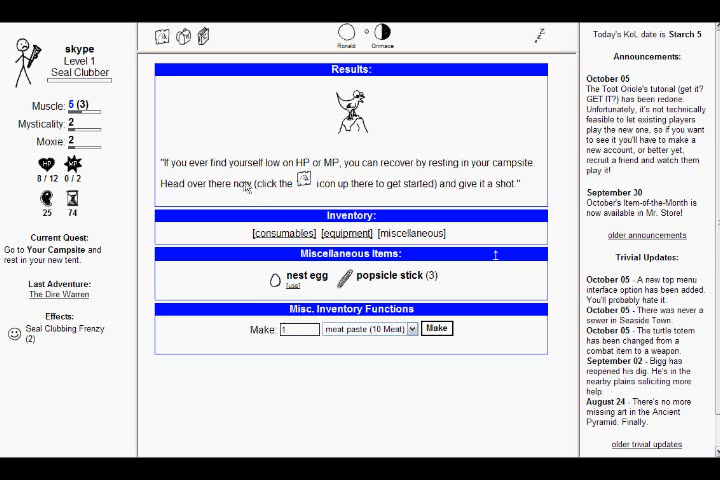 skype
Level 1
Seal Clubber
Muscle: 5 (3)
Mysticality: 2
Moxie: 2
HP
MP
8 / 12
0 / 2
25
74
Current Quest:
Go to Your Campsite and
rest in your new tent.
Last Adventure:
The Dire Warren
Effects:
Seal Clubbing Frenzy
(2)
Ronald
Grimace
Results:
"If you ever find yourself low on HP or MP, you can recover by resting in your campsite.
Head over there now (click the icon up there to get started) and give it a shot."
Inventory:
[consumables] [equipment] [miscellaneous]
Miscellaneous Items:
nest egg
[use]
popsicle stick (3)
Misc. Inventory Functions
Make: 1 meat paste (10 Meat) Make
Today's KoL date is Starch 5
Announcements:
October 05
The Toot Oriole's tutorial (get it?
GET IT?) has been redone.
Unfortunately, it's not technically
feasible to let existing players
play the new one, so if you want
to see it you'll have to make a
new account, or better yet,
recruit a friend and watch them
play it!
September 30
October's Item-of-the-Month is
now available in Mr. Store!
older announcements
Trivial Updates:
October 05 - A new top menu
interface option has been added.
You'll probably hate it.
October 05 - There was never a
sewer in Seaside Town.
October 05 - The turtle totem
has been changed from a
combat item to a weapon.
September 02 - Bigg has
reopened his dig. He's in the
nearby plains soliciting more
help.
August 24 - There's no more
missing art in the Ancient
Pyramid. Finally.
older trivial updates